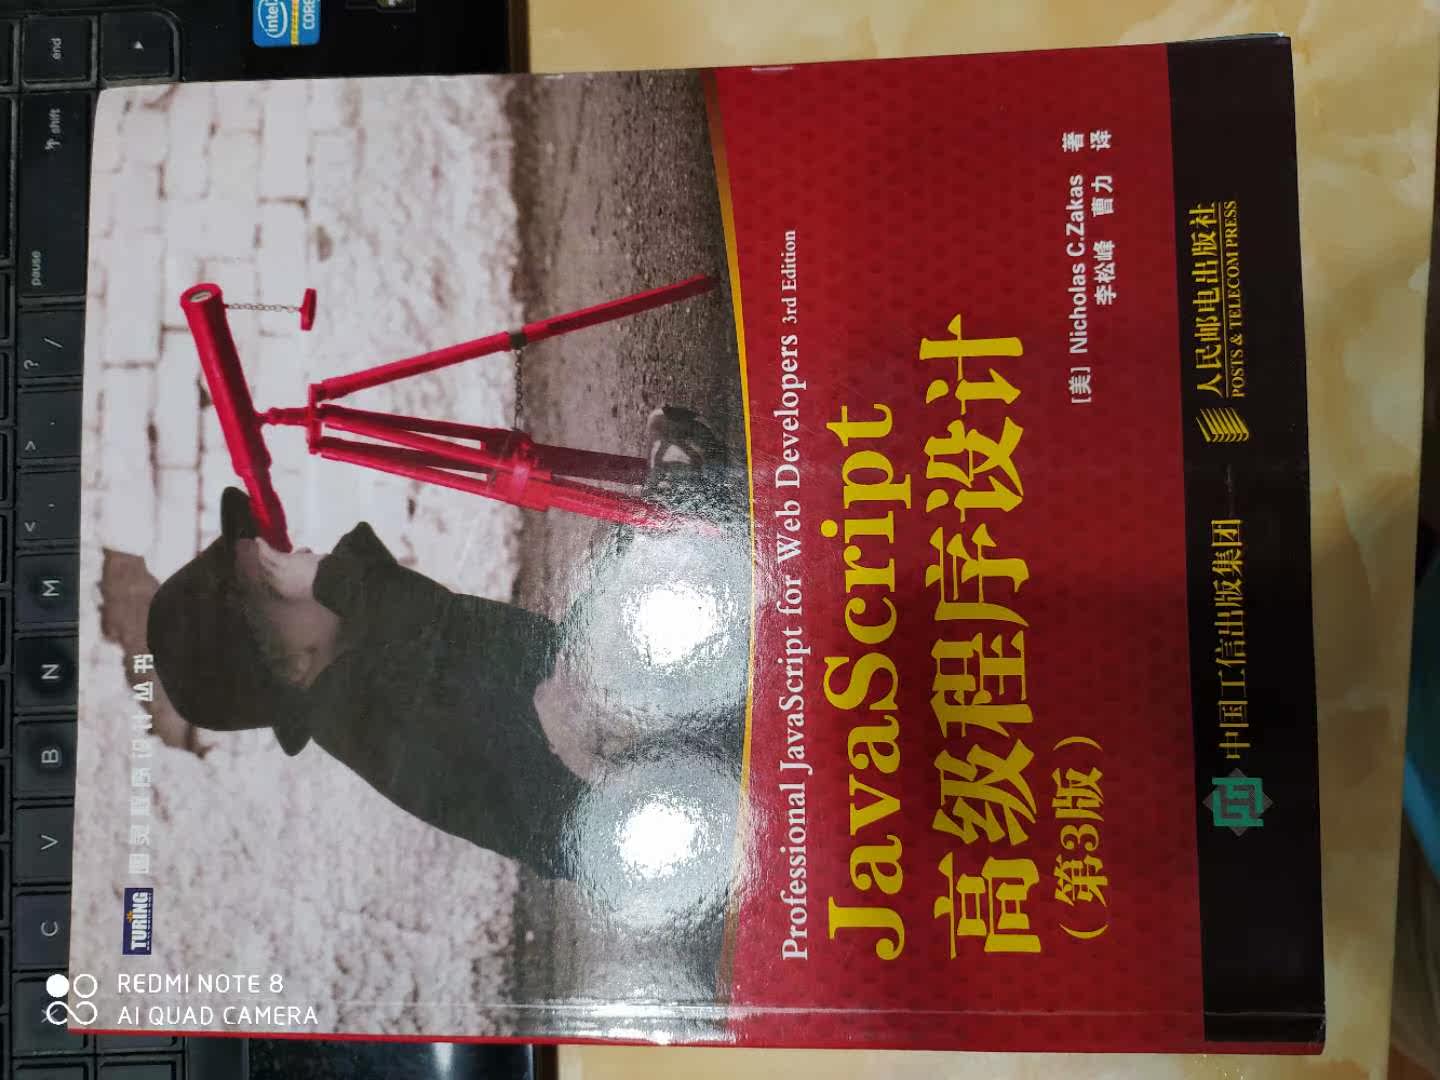 TURING 图灵程序设计丛书
Professional JavaScript for Web Developers 3rd Edition
JavaScript
高级程序设计
（第3版）
[美] Nicholas C.Zakas 著
李松峰 曹力 译
中国工信出版集团
人民邮电出版社
POSTS & TELECOM PRESS
end
shift
pause
? /
> .
< ,
M
N
B
V
C
intel
CORE
REDMI NOTE 8
AI QUAD CAMERA